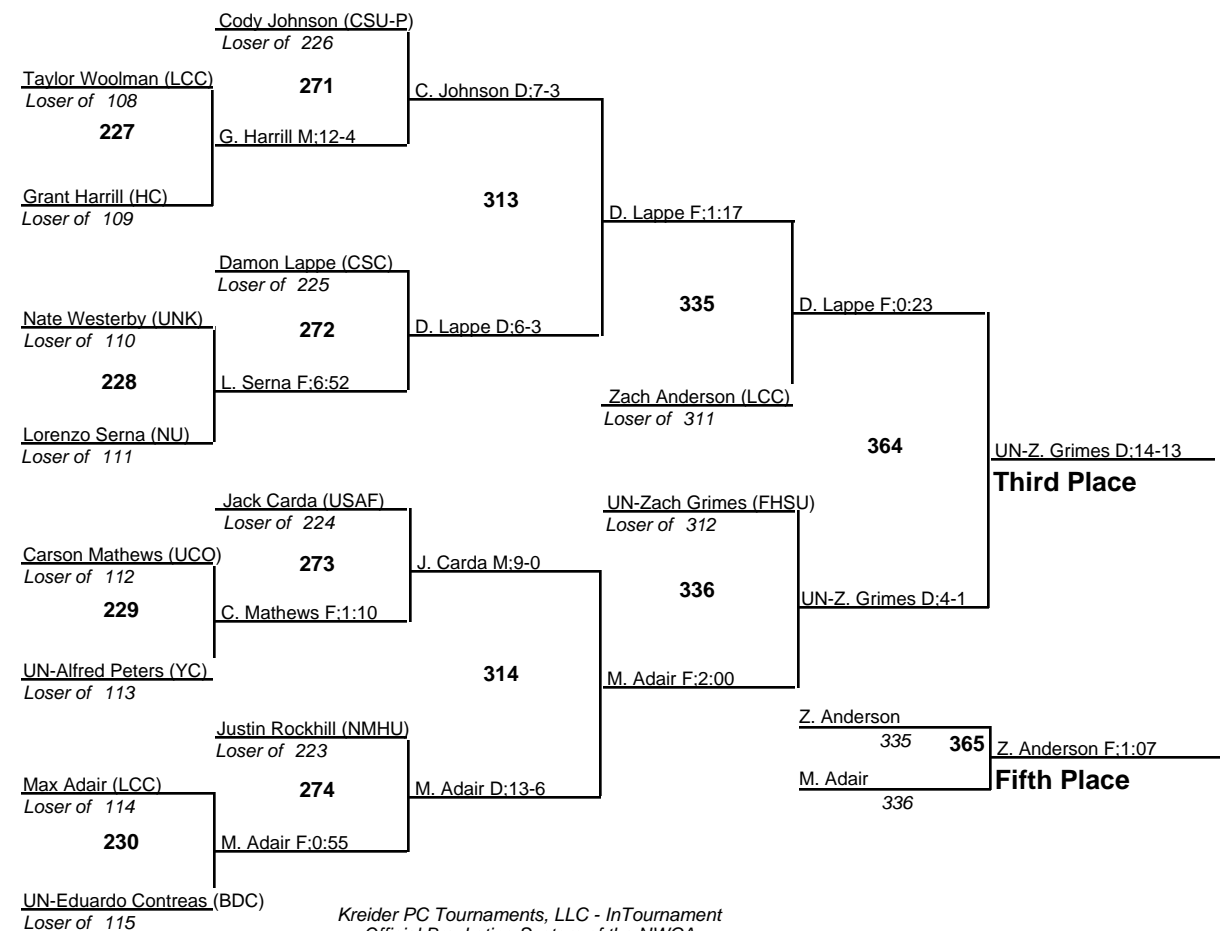 Cody Johnson (CSU-P)
Loser of 226
Taylor Woolman (LCC)
Loser of 108
271
C. Johnson D;7-3
227
G. Harrill M;12-4
Grant Harrill (HC)
Loser of 109
313
D. Lappe F;1:17
Damon Lappe (CSC)
Loser of 225
Nate Westerby (UNK)
Loser of 110
272
D. Lappe D;6-3
335
D. Lappe F;0:23
228
L. Serna F;6:52
Zach Anderson (LCC)
Loser of 311
Lorenzo Serna (NU)
Loser of 111
364
UN-Z. Grimes D;14-13
Third Place
Jack Carda (USAF)
Loser of 224
UN-Zach Grimes (FHSU)
Loser of 312
Carson Mathews (UCO)
Loser of 112
273
J. Carda M;9-0
336
UN-Z. Grimes D;4-1
229
C. Mathews F;1:10
UN-Alfred Peters (YC)
Loser of 113
314
M. Adair F;2:00
Justin Rockhill (NMHU)
Loser of 223
Z. Anderson
335
365
Z. Anderson F;1:07
Fifth Place
Max Adair (LCC)
Loser of 114
274
M. Adair D;13-6
M. Adair
336
230
M. Adair F;0:55
UN-Eduardo Contreas (BDC)
Loser of 115
Kreider PC Tournaments, LLC - InTournament